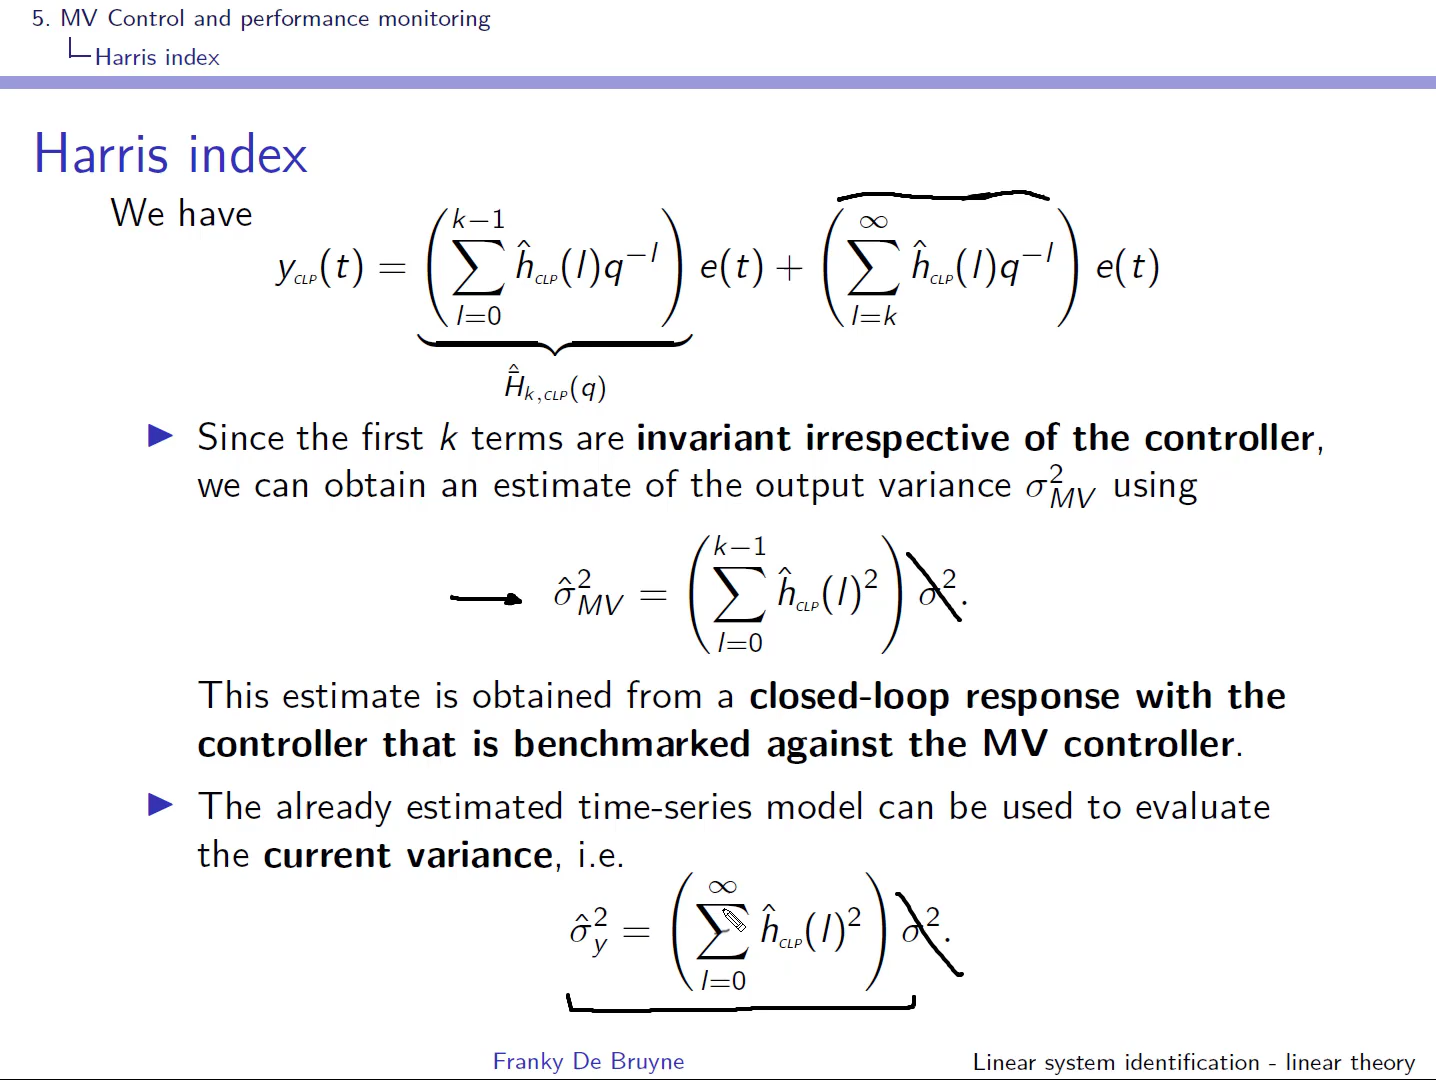 5. MV Control and performance monitoring
Harris index
Harris index
We have
y_CLP(t) = (∑_{l=0}^{k−1} ĥ_CLP(l)q^{−l}) e(t) + (∑_{l=k}^{∞} ĥ_CLP(l)q^{−l}) e(t)
\hat{\bar{H}}_{k,CLP}(q)
▶ Since the first k terms are invariant irrespective of the controller,
we can obtain an estimate of the output variance σ²_MV using
σ̂²_MV = (∑_{l=0}^{k−1} ĥ_CLP(l)²) σ².
This estimate is obtained from a closed-loop response with the
controller that is benchmarked against the MV controller.
▶ The already estimated time-series model can be used to evaluate
the current variance, i.e.
σ̂²_y = (∑_{l=0}^{∞} ĥ_CLP(l)²) σ².
Franky De Bruyne
Linear system identification - linear theory